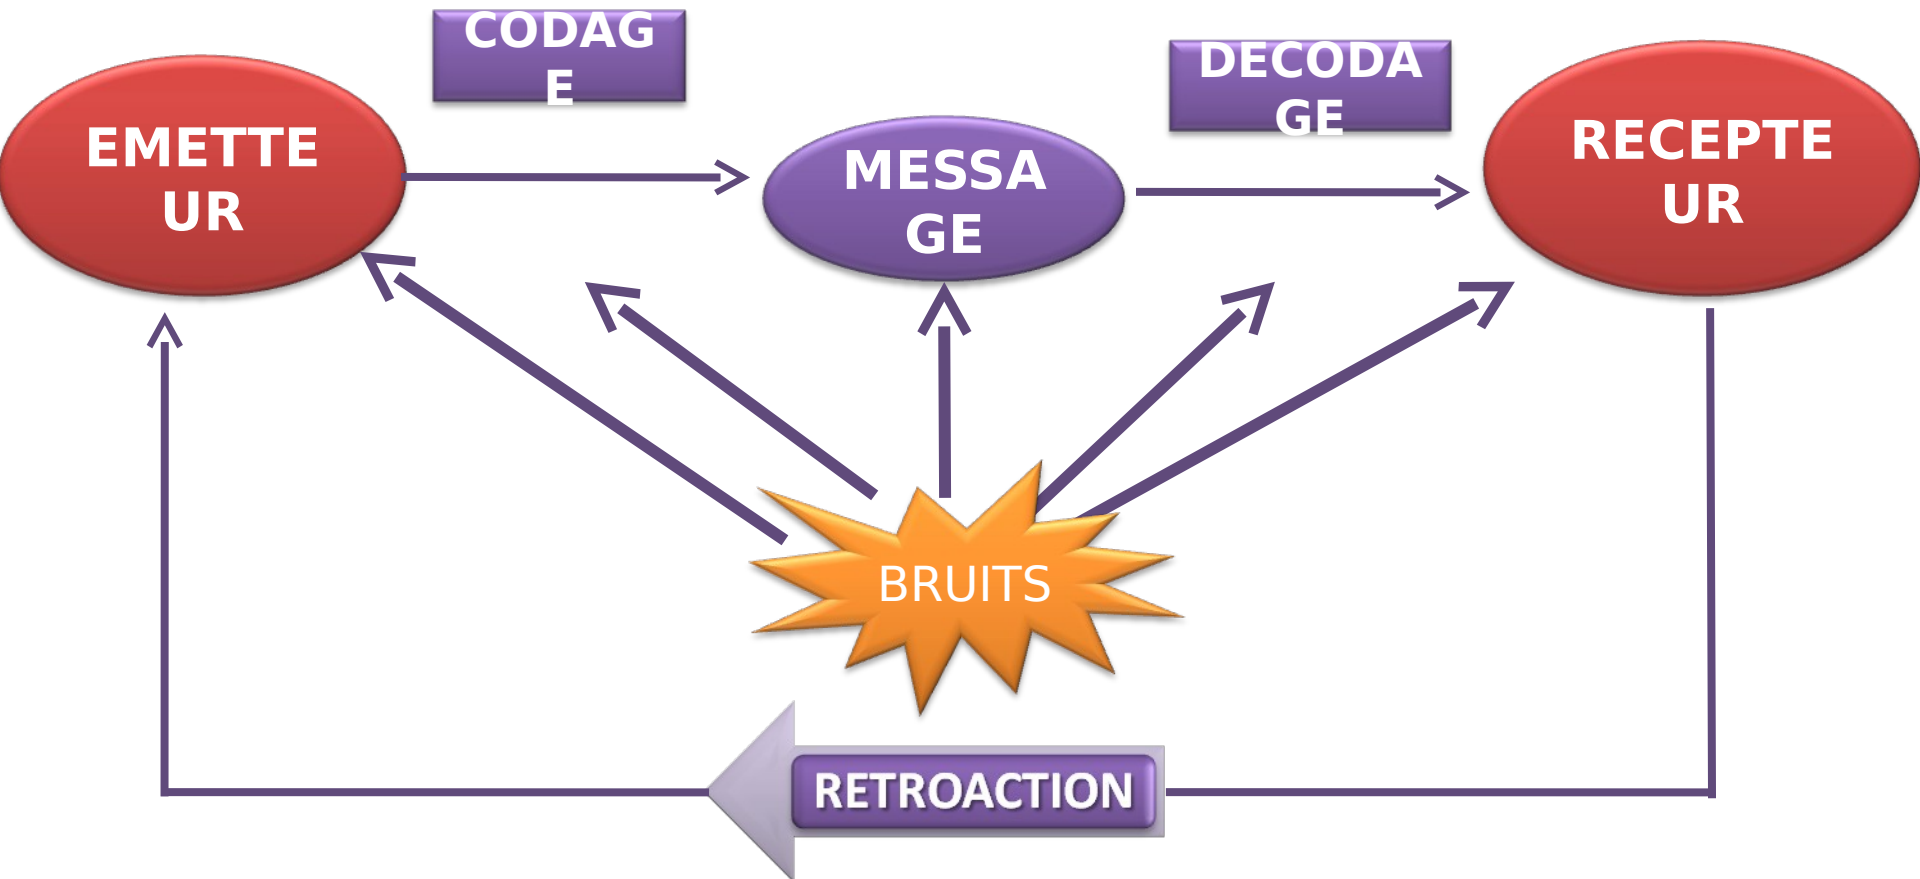 CODAG
E
DECODA
GE
EMETTE
UR
MESSA
GE
RECEPTE
UR
BRUITS
RETROACTION